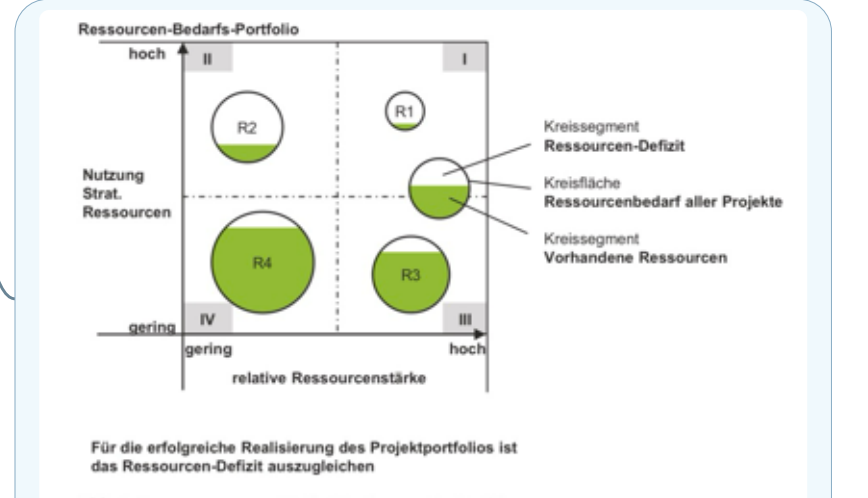 Ressourcen-Bedarfs-Portfolio
hoch
II
I
R2
R1
Kreissegment
Ressourcen-Defizit
Nutzung
Strat.
Ressourcen
Kreisfläche
Ressourcenbedarf aller Projekte
Kreissegment
Vorhandene Ressourcen
R4
R3
IV
III
gering
gering
hoch
relative Ressourcenstärke
Für die erfolgreiche Realisierung des Projektportfolios ist
das Ressourcen-Defizit auszugleichen